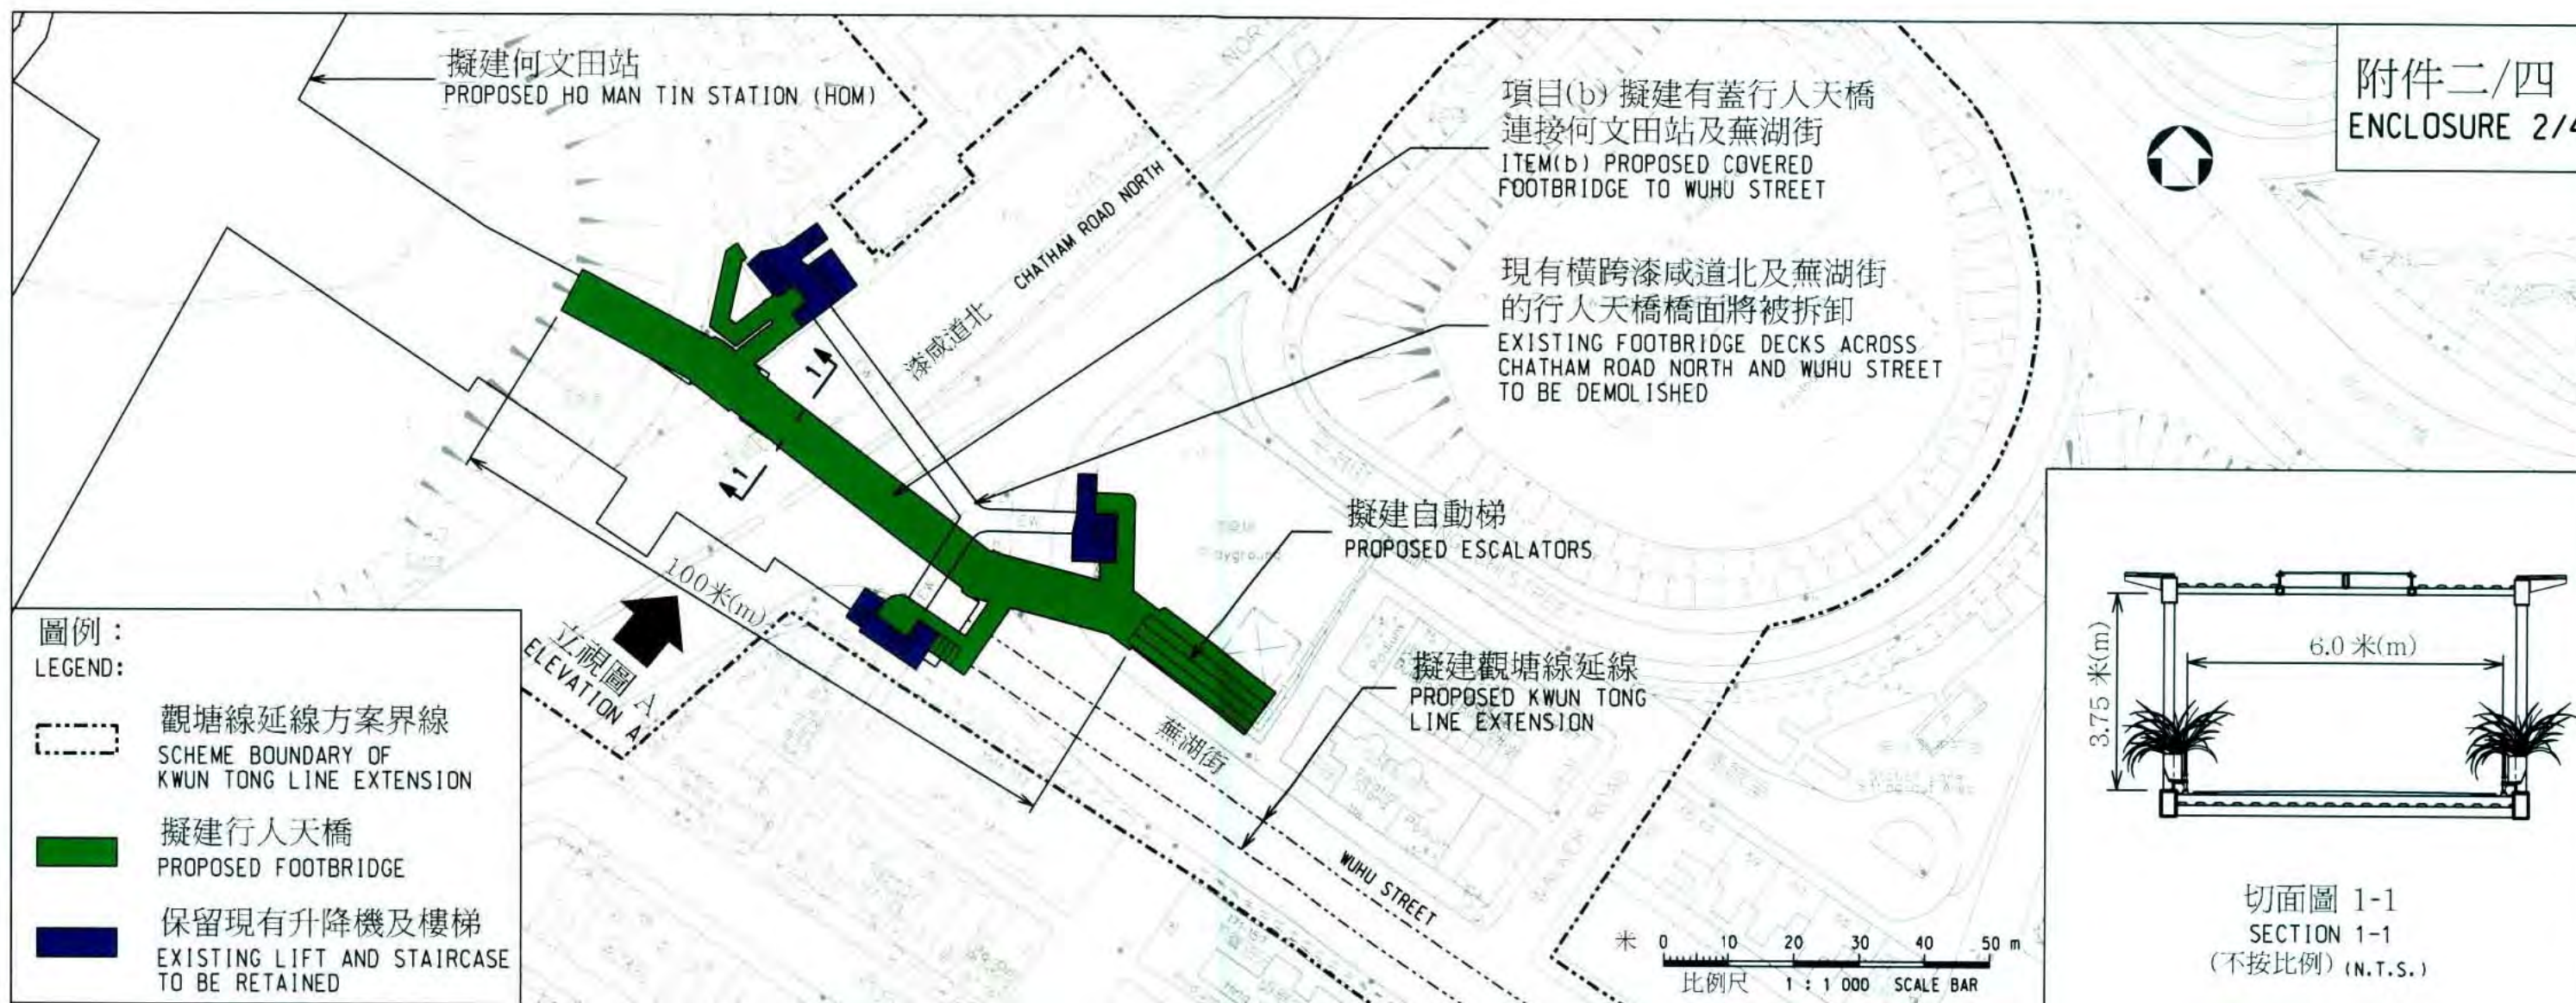 擬建何文田站
PROPOSED HO MAN TIN STATION (HOM)
項目(b) 擬建有蓋行人天橋
連接何文田站及蕪湖街
ITEM(b) PROPOSED COVERED
FOOTBRIDGE TO WUHU STREET
附件二/四
ENCLOSURE 2/4
現有橫跨漆咸道北及蕪湖街
的行人天橋橋面將被拆卸
EXISTING FOOTBRIDGE DECKS ACROSS
CHATHAM ROAD NORTH AND WUHU STREET
TO BE DEMOLISHED
漆咸道北 CHATHAM ROAD NORTH
1
1
擬建自動梯
PROPOSED ESCALATORS
100米(m)
立視圖 A
ELEVATION A
擬建觀塘線延線
PROPOSED KWUN TONG
LINE EXTENSION
蕪湖街
WUHU STREET
圖例：
LEGEND:
觀塘線延線方案界線
SCHEME BOUNDARY OF
KWUN TONG LINE EXTENSION
擬建行人天橋
PROPOSED FOOTBRIDGE
保留現有升降機及樓梯
EXISTING LIFT AND STAIRCASE
TO BE RETAINED
米 0 10 20 30 40 50 m
比例尺 1 : 1 000 SCALE BAR
6.0 米(m)
3.75 米(m)
切面圖 1-1
SECTION 1-1
(不按比例) (N.T.S.)